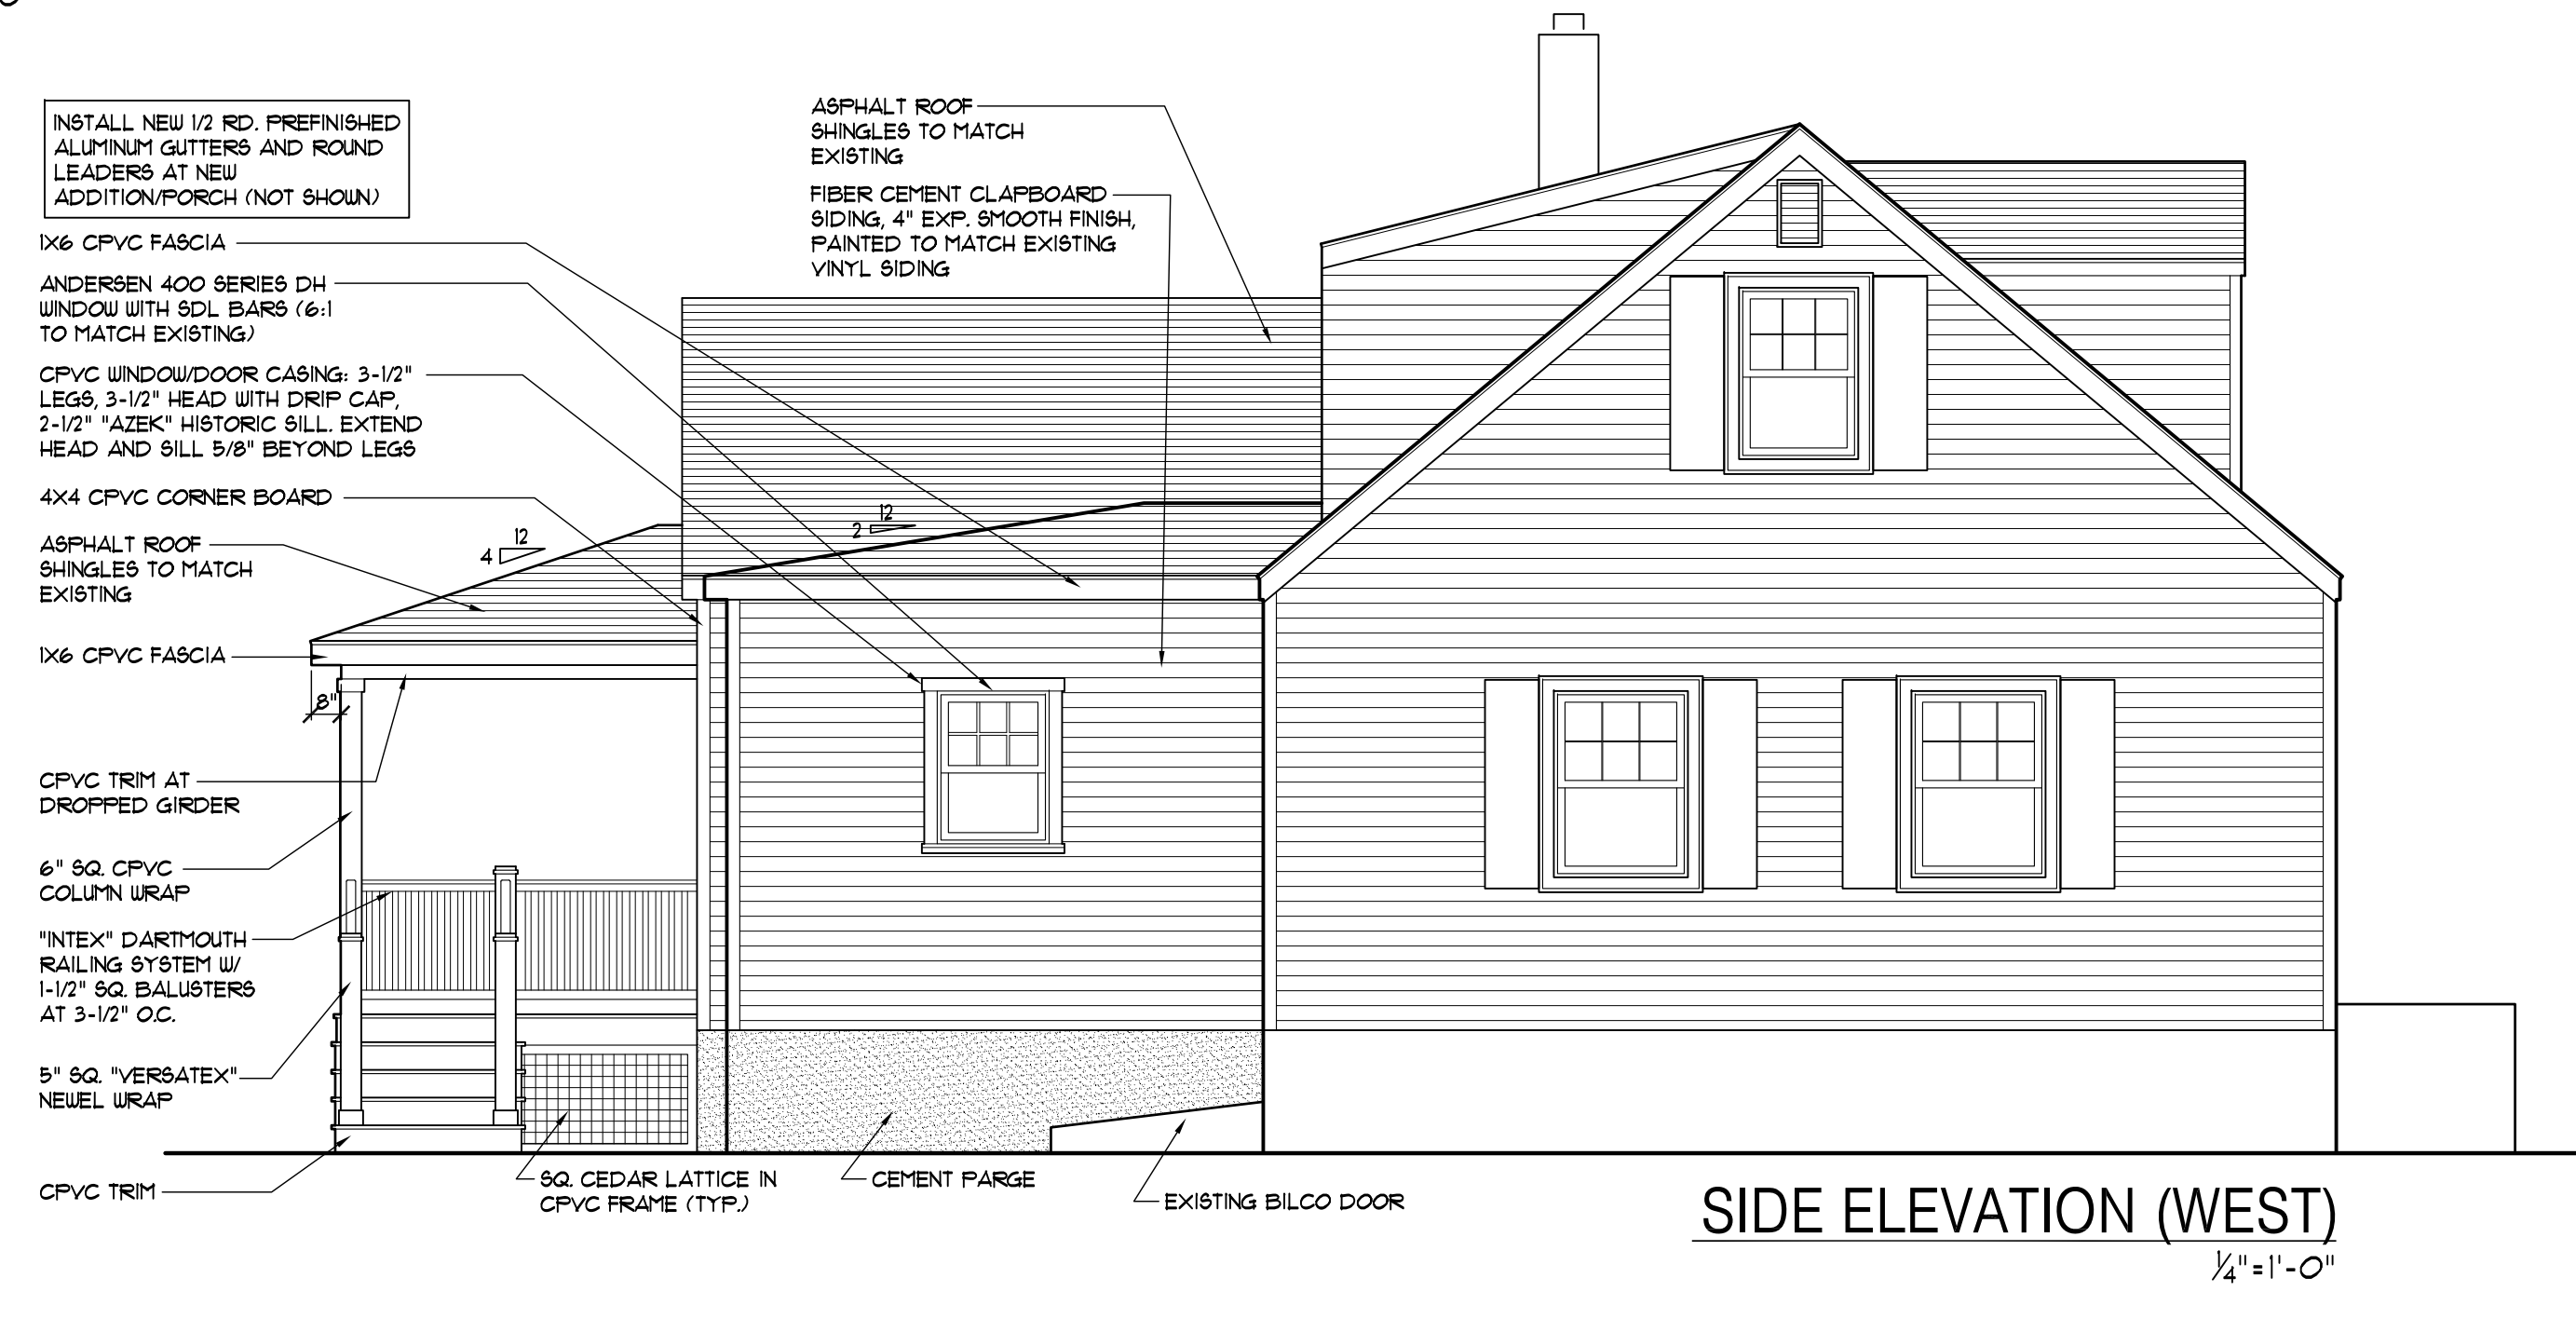 INSTALL NEW 1/2 RD. PREFINISHED
ALUMINUM GUTTERS AND ROUND
LEADERS AT NEW
ADDITION/PORCH (NOT SHOWN)
1X6 CPVC FASCIA
ANDERSEN 400 SERIES DH
WINDOW WITH SDL BARS (6:1
TO MATCH EXISTING)
CPVC WINDOW/DOOR CASING: 3-1/2"
LEGS, 3-1/2" HEAD WITH DRIP CAP,
2-1/2" "AZEK" HISTORIC SILL. EXTEND
HEAD AND SILL 5/8" BEYOND LEGS
4X4 CPVC CORNER BOARD
ASPHALT ROOF
SHINGLES TO MATCH
EXISTING
1X6 CPVC FASCIA
CPVC TRIM AT
DROPPED GIRDER
6" SQ. CPVC
COLUMN WRAP
"INTEX" DARTMOUTH
RAILING SYSTEM W/
1-1/2" SQ. BALUSTERS
AT 3-1/2" O.C.
5" SQ. "VERSATEX"
NEWEL WRAP
CPVC TRIM
ASPHALT ROOF
SHINGLES TO MATCH
EXISTING
FIBER CEMENT CLAPBOARD
SIDING, 4" EXP. SMOOTH FINISH,
PAINTED TO MATCH EXISTING
VINYL SIDING
12
4
12
2
8"
SQ. CEDAR LATTICE IN
CPVC FRAME (TYP.)
CEMENT PARGE
EXISTING BILCO DOOR
SIDE ELEVATION (WEST)
1/4"=1'-0"